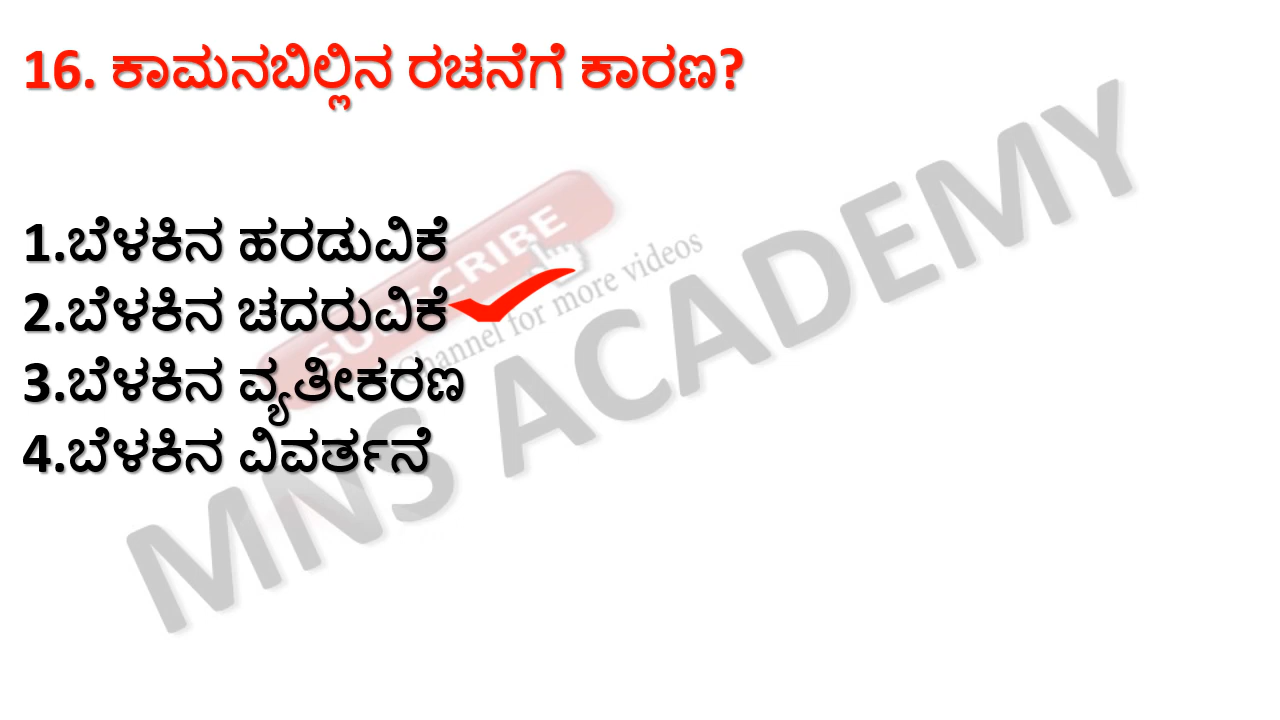 16. ಕಾಮನಬಿಲ್ಲಿನ ರಚನೆಗೆ ಕಾರಣ?
1.ಬೆಳಕಿನ ಹರಡುವಿಕೆ
2.ಬೆಳಕಿನ ಚದರುವಿಕೆ
3.ಬೆಳಕಿನ ವ್ಯತೀಕರಣ
4.ಬೆಳಕಿನ ವಿವರ್ತನೆ
SUBSCRIBE
Channel for more videos
MNS ACADEMY